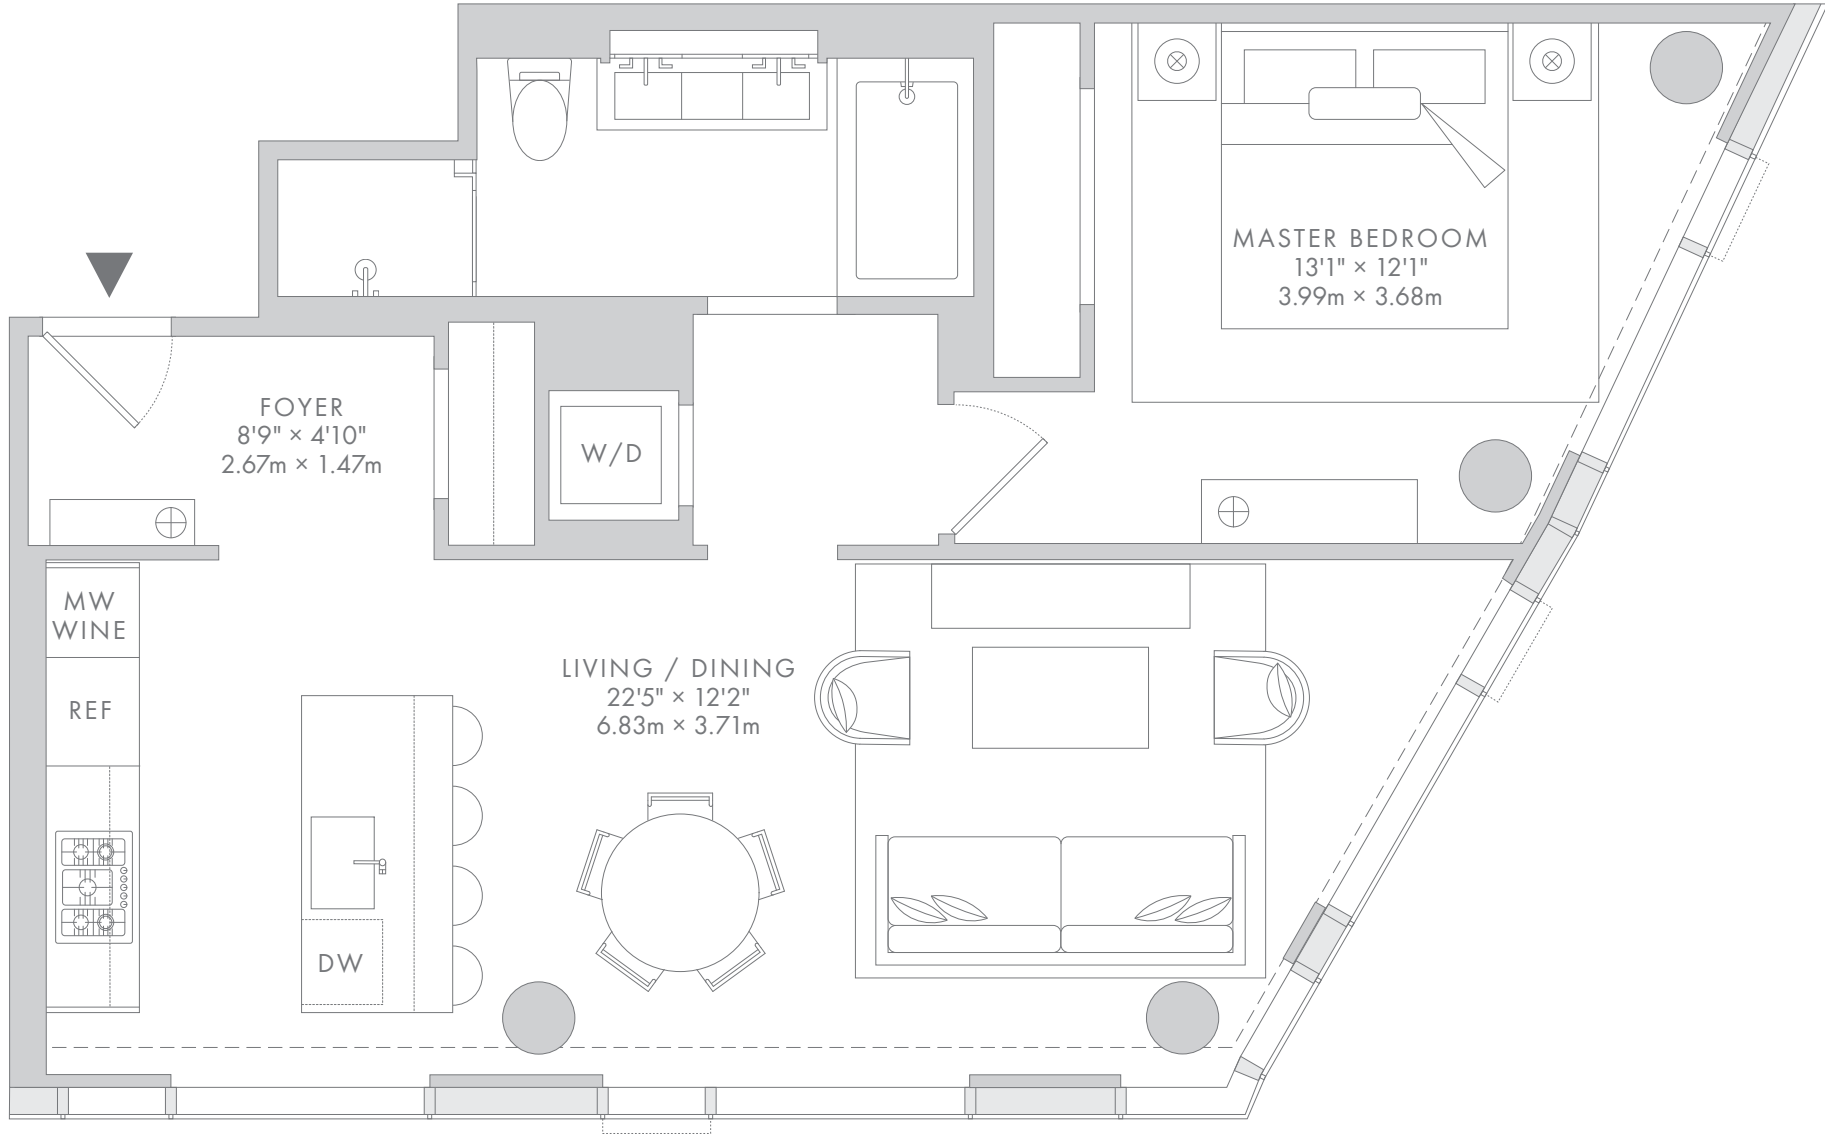 MASTER BEDROOM
13'1" × 12'1"
3.99m × 3.68m
FOYER
8'9" × 4'10"
2.67m × 1.47m
W/D
MW
WINE
REF
LIVING / DINING
22'5" × 12'2"
6.83m × 3.71m
DW